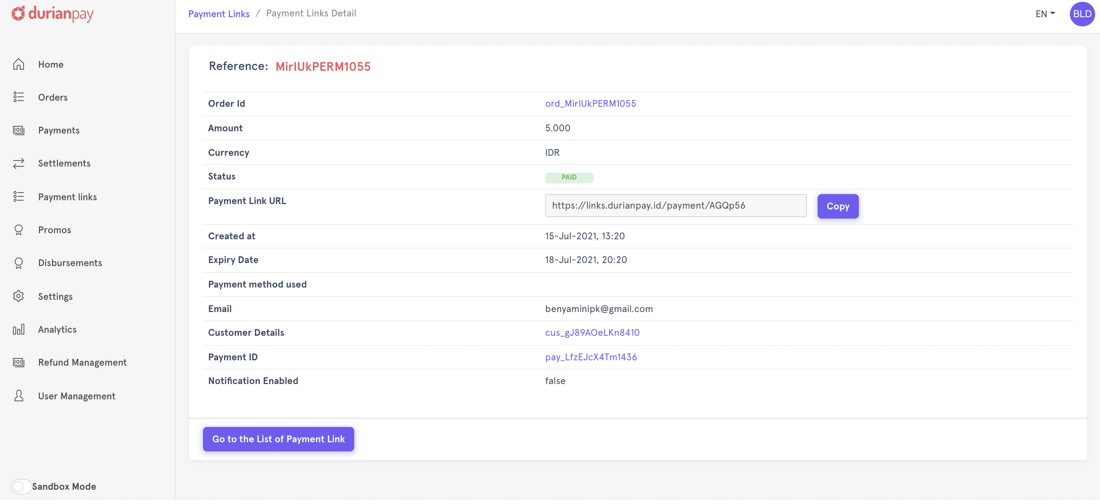 durianpay
Payment Links / Payment Links Detail
EN
BLD
Home
Orders
Payments
Settlements
Payment links
Promos
Disbursements
Settings
Analytics
Refund Management
User Management
Sandbox Mode
Reference: MirIUkPERM1055
Order Id ord_MirIUkPERM1055
Amount 5.000
Currency IDR
Status PAID
Payment Link URL https://links.durianpay.id/payment/AGQp56 Copy
Created at 15-Jul-2021, 13:20
Expiry Date 18-Jul-2021, 20:20
Payment method used
Email benyaminipk@gmail.com
Customer Details cus_gJ89AOeLKn8410
Payment ID pay_LfzEJcX4Tm1436
Notification Enabled false
Go to the List of Payment Link